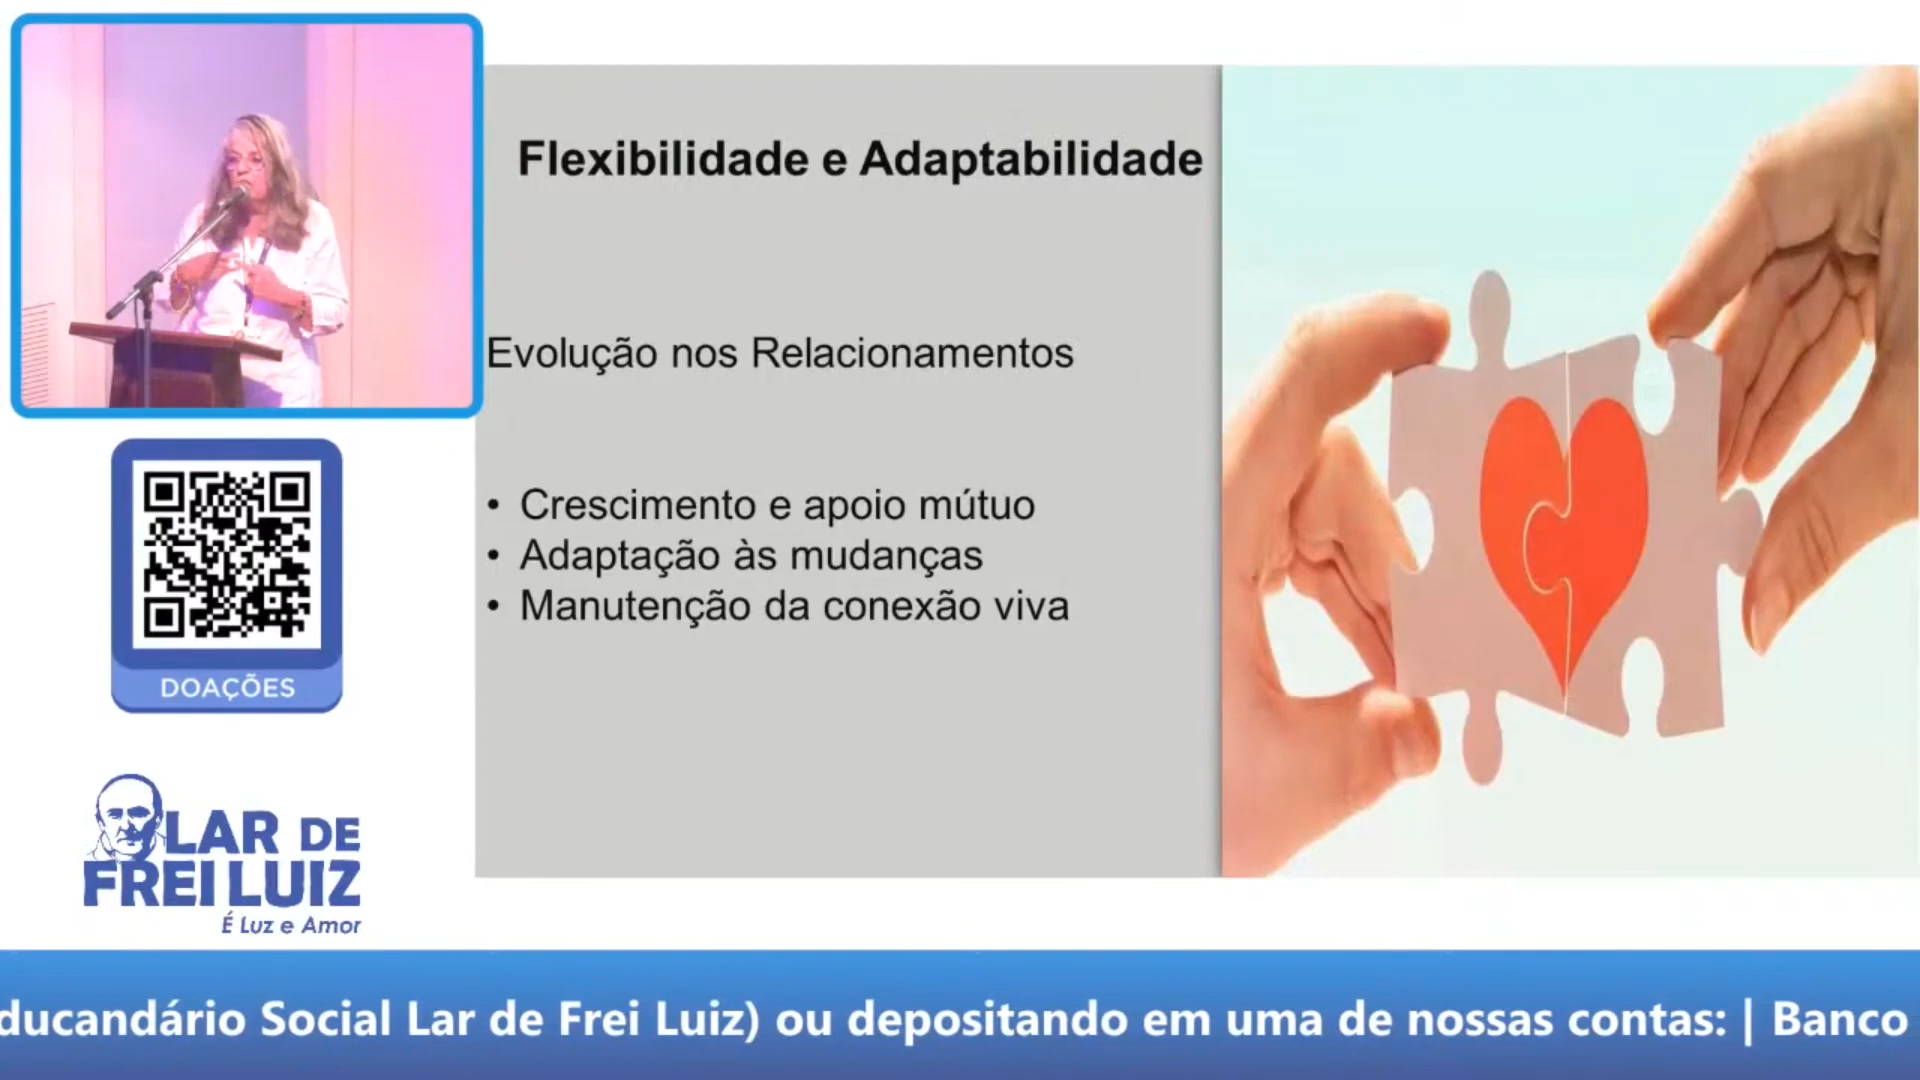 Flexibilidade e Adaptabilidade
Evolução nos Relacionamentos
• Crescimento e apoio mútuo
• Adaptação às mudanças
• Manutenção da conexão viva
DOAÇÕES
LAR DE
FREI LUIZ
É Luz e Amor
ducandário Social Lar de Frei Luiz) ou depositando em uma de nossas contas: | Banco